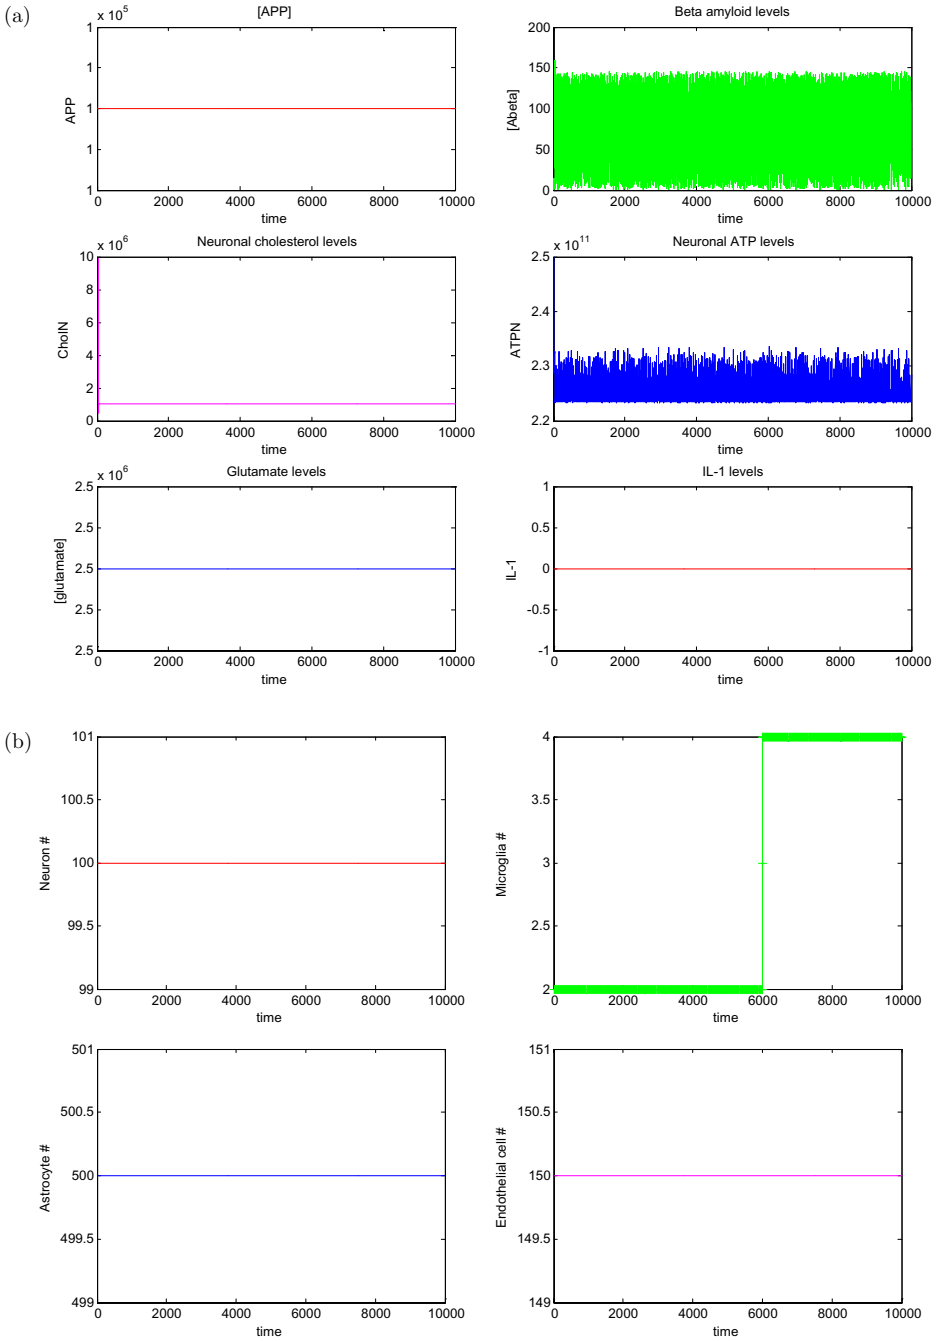 (a)
x 10^5
[APP]
1
1
1
1
1
APP
0 2000 4000 6000 8000 10000
time
Beta amyloid levels
200
150
100
50
0
[Abeta]
0 2000 4000 6000 8000 10000
time
x 10^6
Neuronal cholesterol levels
10
8
6
4
2
0
CholN
0 2000 4000 6000 8000 10000
time
x 10^11
Neuronal ATP levels
2.5
2.4
2.3
2.2
ATPN
0 2000 4000 6000 8000 10000
time
x 10^6
Glutamate levels
2.5
2.5
2.5
2.5
2.5
[glutamate]
0 2000 4000 6000 8000 10000
time
IL-1 levels
1
0.5
0
-0.5
-1
IL-1
0 2000 4000 6000 8000 10000
time
(b)
101
100.5
100
99.5
99
Neuron #
0 2000 4000 6000 8000 10000
time
4
3.5
3
2.5
2
Microglia #
0 2000 4000 6000 8000 10000
time
501
500.5
500
499.5
499
Astrocyte #
0 2000 4000 6000 8000 10000
time
151
150.5
150
149.5
149
Endothelial cell #
0 2000 4000 6000 8000 10000
time